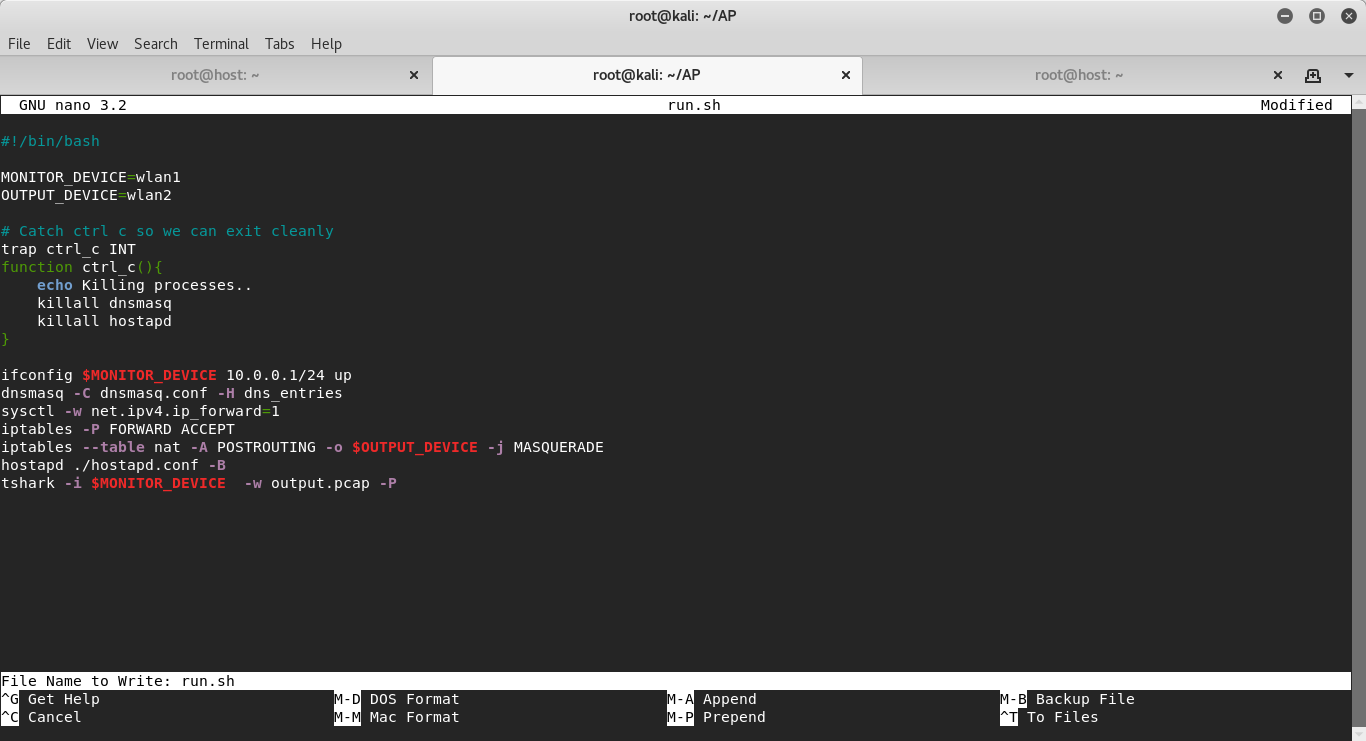 root@kali: ~/AP
File Edit View Search Terminal Tabs Help
root@host: ~ root@kali: ~/AP root@host: ~
GNU nano 3.2 run.sh Modified
#!/bin/bash
MONITOR_DEVICE=wlan1
OUTPUT_DEVICE=wlan2
# Catch ctrl c so we can exit cleanly
trap ctrl_c INT
function ctrl_c(){
    echo Killing processes..
    killall dnsmasq
    killall hostapd
}
ifconfig $MONITOR_DEVICE 10.0.0.1/24 up
dnsmasq -C dnsmasq.conf -H dns_entries
sysctl -w net.ipv4.ip_forward=1
iptables -P FORWARD ACCEPT
iptables --table nat -A POSTROUTING -o $OUTPUT_DEVICE -j MASQUERADE
hostapd ./hostapd.conf -B
tshark -i $MONITOR_DEVICE  -w output.pcap -P
File Name to Write: run.sh
^G Get Help M-D DOS Format M-A Append M-B Backup File
^C Cancel M-M Mac Format M-P Prepend ^T To Files